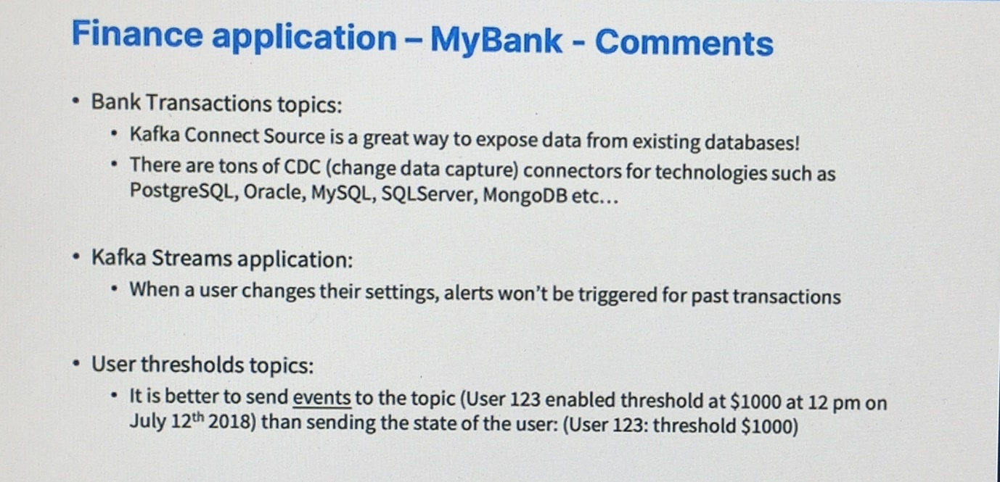 Finance application – MyBank - Comments
• Bank Transactions topics:
• Kafka Connect Source is a great way to expose data from existing databases!
• There are tons of CDC (change data capture) connectors for technologies such as
PostgreSQL, Oracle, MySQL, SQLServer, MongoDB etc…
• Kafka Streams application:
• When a user changes their settings, alerts won’t be triggered for past transactions
• User thresholds topics:
• It is better to send events to the topic (User 123 enabled threshold at $1000 at 12 pm on
July 12th 2018) than sending the state of the user: (User 123: threshold $1000)